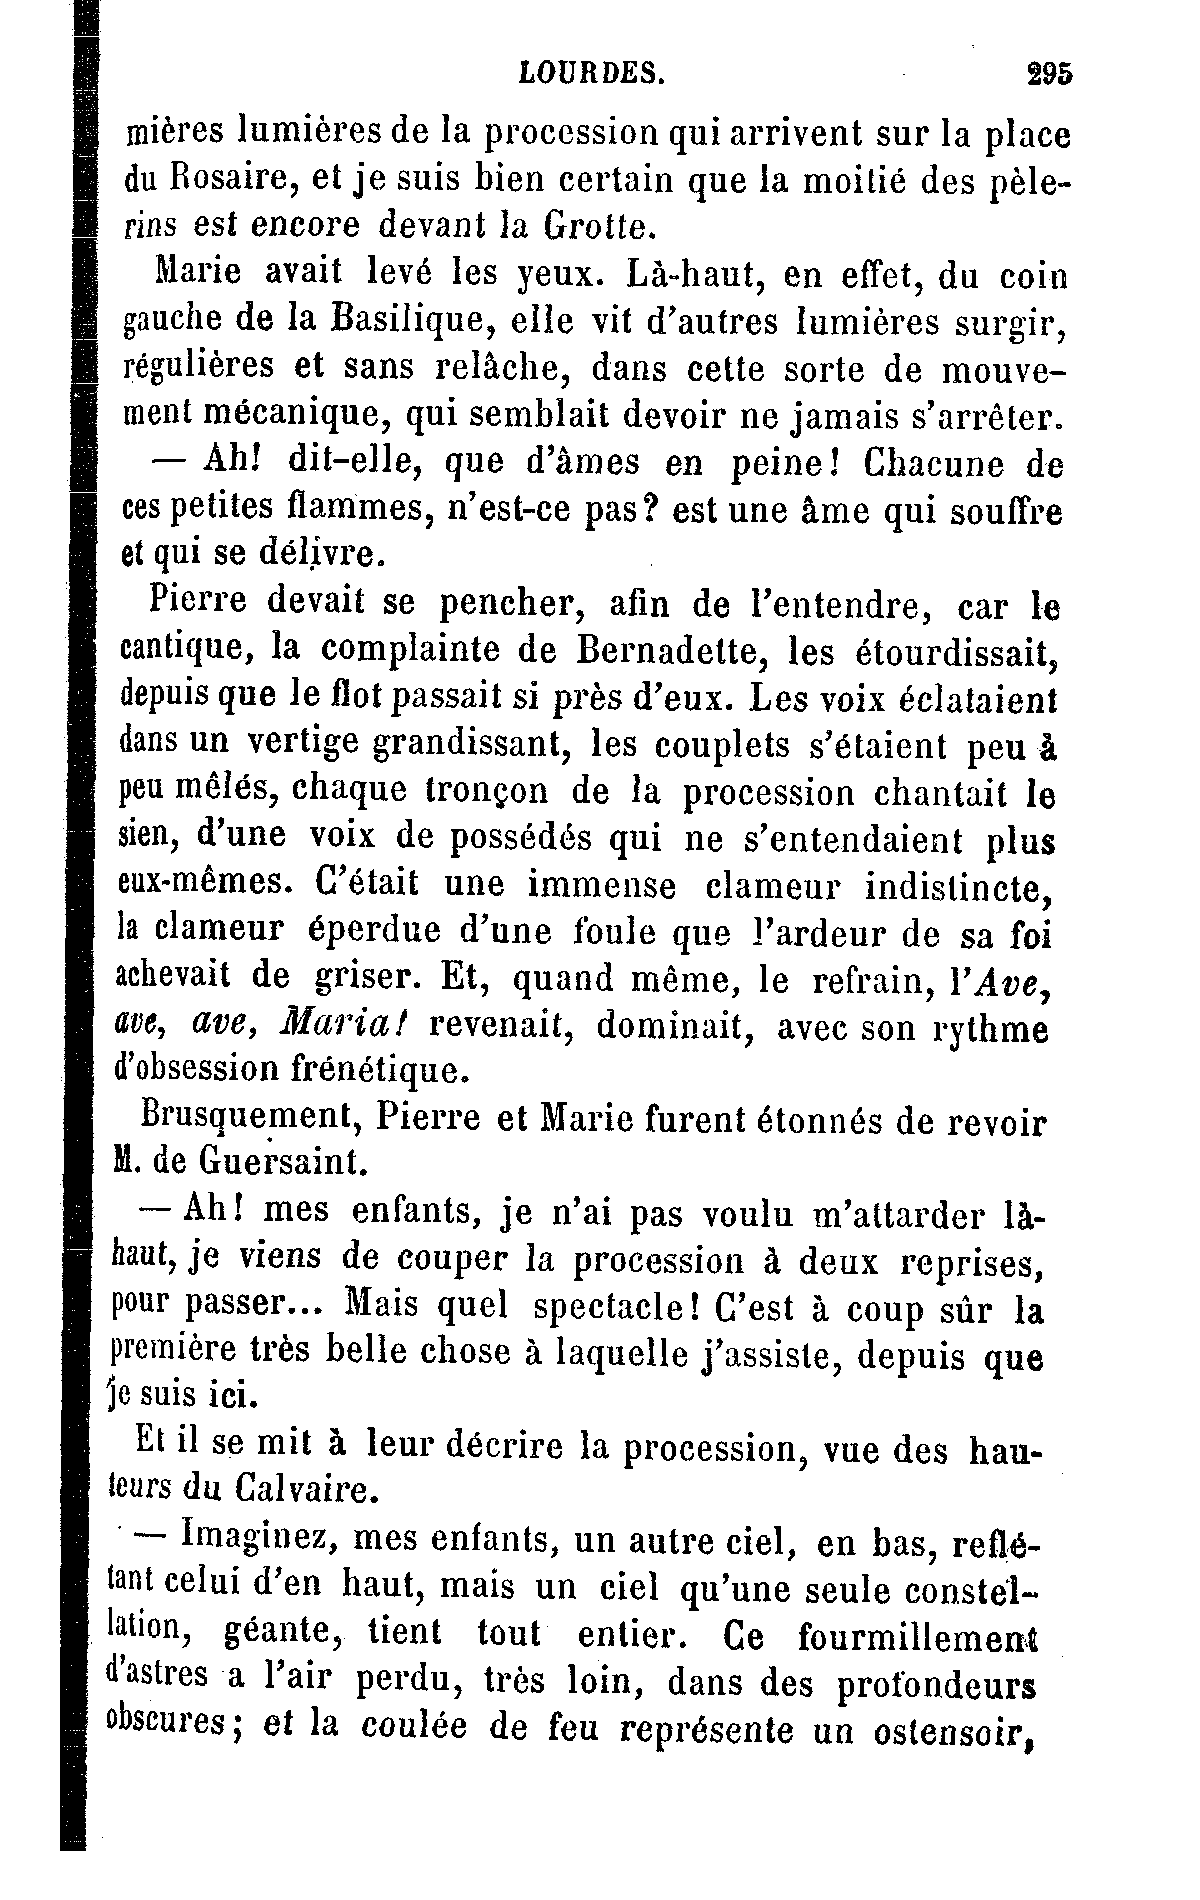 LOURDES. 295
mières lumières de la procession qui arrivent sur la place
du Rosaire, et je suis bien certain que la moitié des pèle-
rins est encore devant la Grotte.
Marie avait levé les yeux. Là-haut, en effet, du coin
gauche de la Basilique, elle vit d'autres lumières surgir,
régulières et sans relâche, dans cette sorte de mouve-
ment mécanique, qui semblait devoir ne jamais s'arrêter.
— Ah! dit-elle, que d'âmes en peine! Chacune de
ces petites flammes, n'est-ce pas? est une âme qui souffre
et qui se délivre.
Pierre devait se pencher, afin de l'entendre, car le
cantique, la complainte de Bernadette, les étourdissait,
depuis que le flot passait si près d'eux. Les voix éclataient
dans un vertige grandissant, les couplets s'étaient peu à
peu mêlés, chaque tronçon de la procession chantait le
sien, d'une voix de possédés qui ne s'entendaient plus
eux-mêmes. C'était une immense clameur indistincte,
la clameur éperdue d'une foule que l'ardeur de sa foi
achevait de griser. Et, quand même, le refrain, l'Ave,
ave, ave, Maria! revenait, dominait, avec son rythme
d'obsession frénétique.
Brusquement, Pierre et Marie furent étonnés de revoir
M. de Guersaint.
— Ah! mes enfants, je n'ai pas voulu m'attarder là-
haut, je viens de couper la procession à deux reprises,
pour passer... Mais quel spectacle! C'est à coup sûr la
première très belle chose à laquelle j'assiste, depuis que
je suis ici.
Et il se mit à leur décrire la procession, vue des hau-
teurs du Calvaire.
— Imaginez, mes enfants, un autre ciel, en bas, reflé-
tant celui d'en haut, mais un ciel qu'une seule constel-
lation, géante, tient tout entier. Ce fourmillement
d'astres a l'air perdu, très loin, dans des profondeurs
obscures; et la coulée de feu représente un ostensoir,